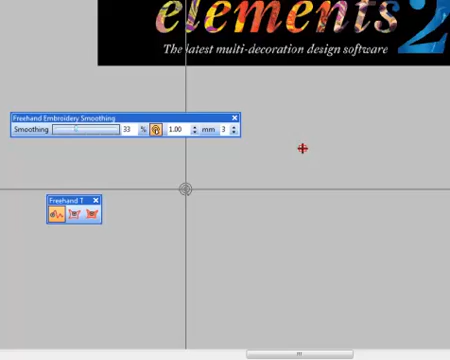 elements 2
The latest multi-decoration design software
Freehand Embroidery Smoothing
Smoothing 33 % 1.00 mm 3
Freehand T